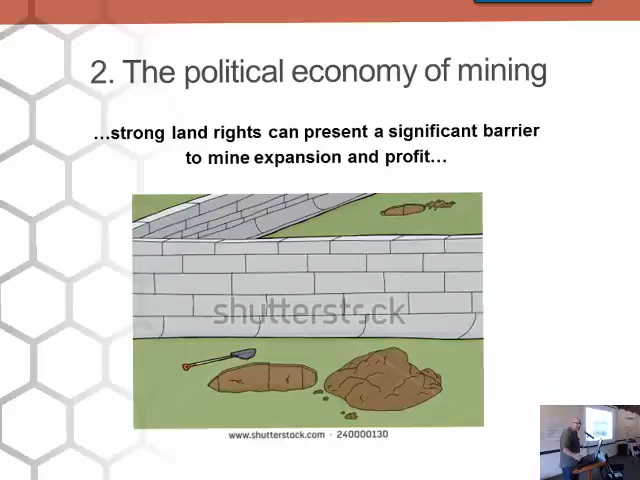 2. The political economy of mining
…strong land rights can present a significant barrier
to mine expansion and profit…
shutterstock
www.shutterstock.com · 240000130